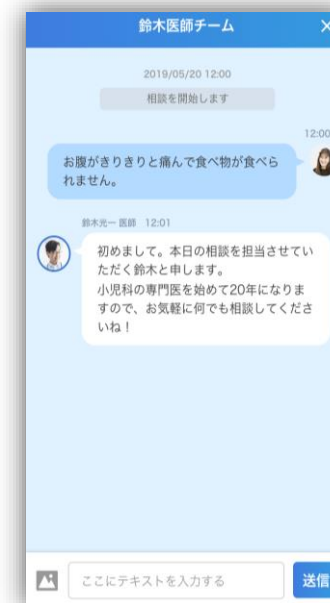 鈴木医師チーム ×
2019/05/20 12:00
相談を開始します
12:00
お腹がきりきりと痛んで食べ物が食べら
れません。
鈴木光一 医師 12:01
初めまして。本日の相談を担当させてい
ただく鈴木と申します。
小児科の専門医を始めて20年になりま
すので、お気軽に何でも相談してくださ
いね！
ここにテキストを入力する
送信